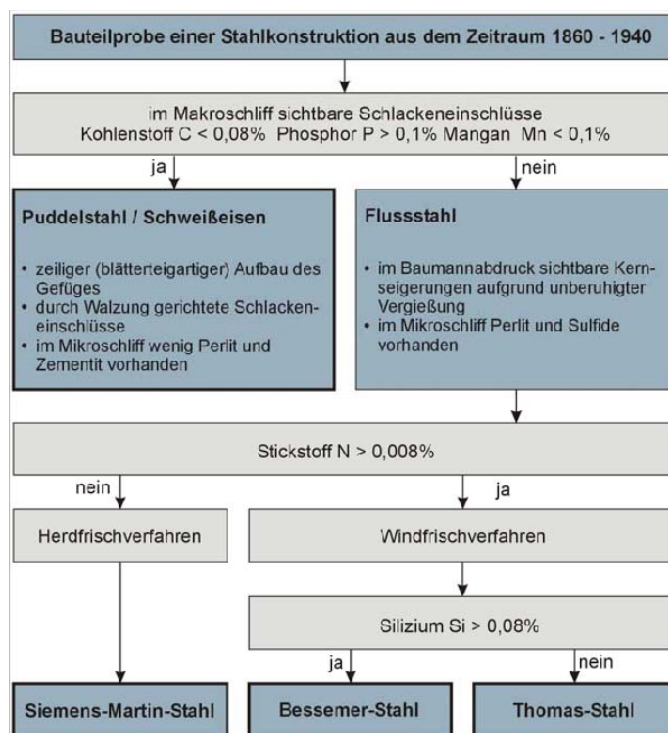 Bauteilprobe einer Stahlkonstruktion aus dem Zeitraum 1860 - 1940
im Makroschliff sichtbare Schlackeneinschlüsse
Kohlenstoff C < 0,08% Phosphor P > 0,1% Mangan Mn < 0,1%
ja
nein
Puddelstahl / Schweißeisen
• zeiliger (blätterteigartiger) Aufbau des
Gefüges
• durch Walzung gerichtete Schlacken-
einschlüsse
• im Mikroschliff wenig Perlit und
Zementit vorhanden
Flussstahl
• im Baumannabdruck sichtbare Kern-
seigerungen aufgrund unberuhigter
Vergießung
• im Mikroschliff Perlit und Sulfide
vorhanden
Stickstoff N > 0,008%
nein
ja
Herdfrischverfahren
Windfrischverfahren
Silizium Si > 0,08%
ja
nein
Siemens-Martin-Stahl
Bessemer-Stahl
Thomas-Stahl